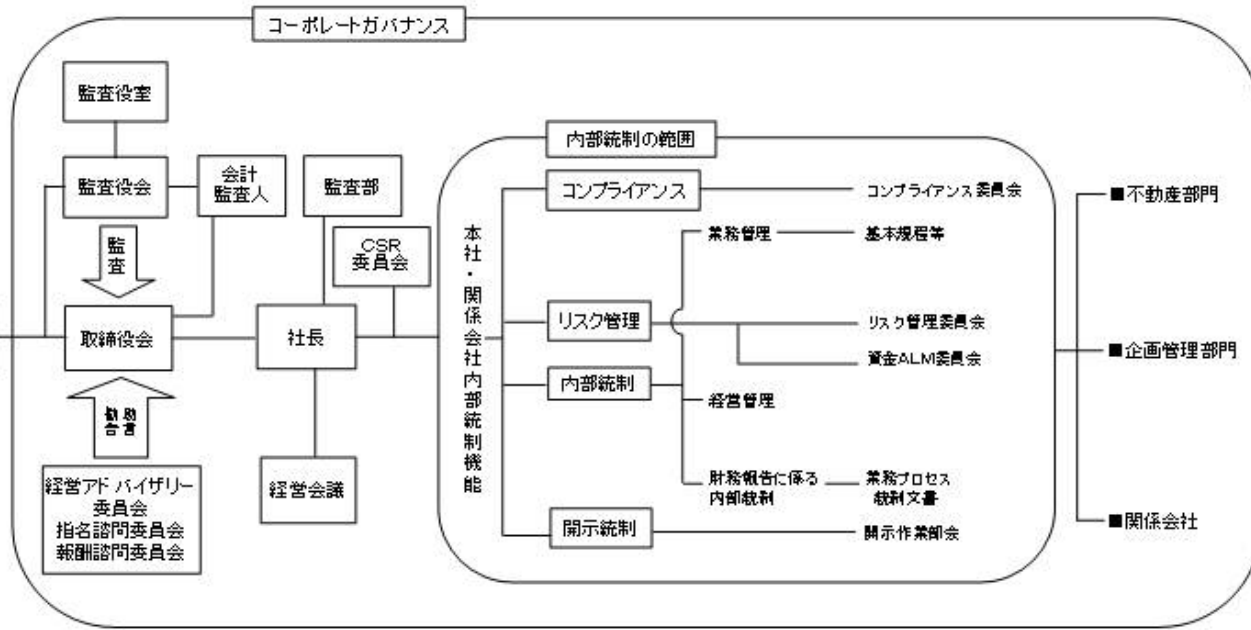 コーポレートガバナンス
監査役室
監査役会
会計
監査人
監査
取締役会
助言
勧告
経営アドバイザリー
委員会
指名諮問委員会
報酬諮問委員会
監査部
CSR
委員会
社長
経営会議
内部統制の範囲
本社・関係会社内部統制機能
コンプライアンス
コンプライアンス委員会
業務管理
基本規程等
リスク管理
リスク管理委員会
資金ALM委員会
内部統制
経営管理
財務報告に係る
内部統制
業務プロセス
統制文書
開示統制
開示作業部会
■不動産部門
■企画管理部門
■関係会社